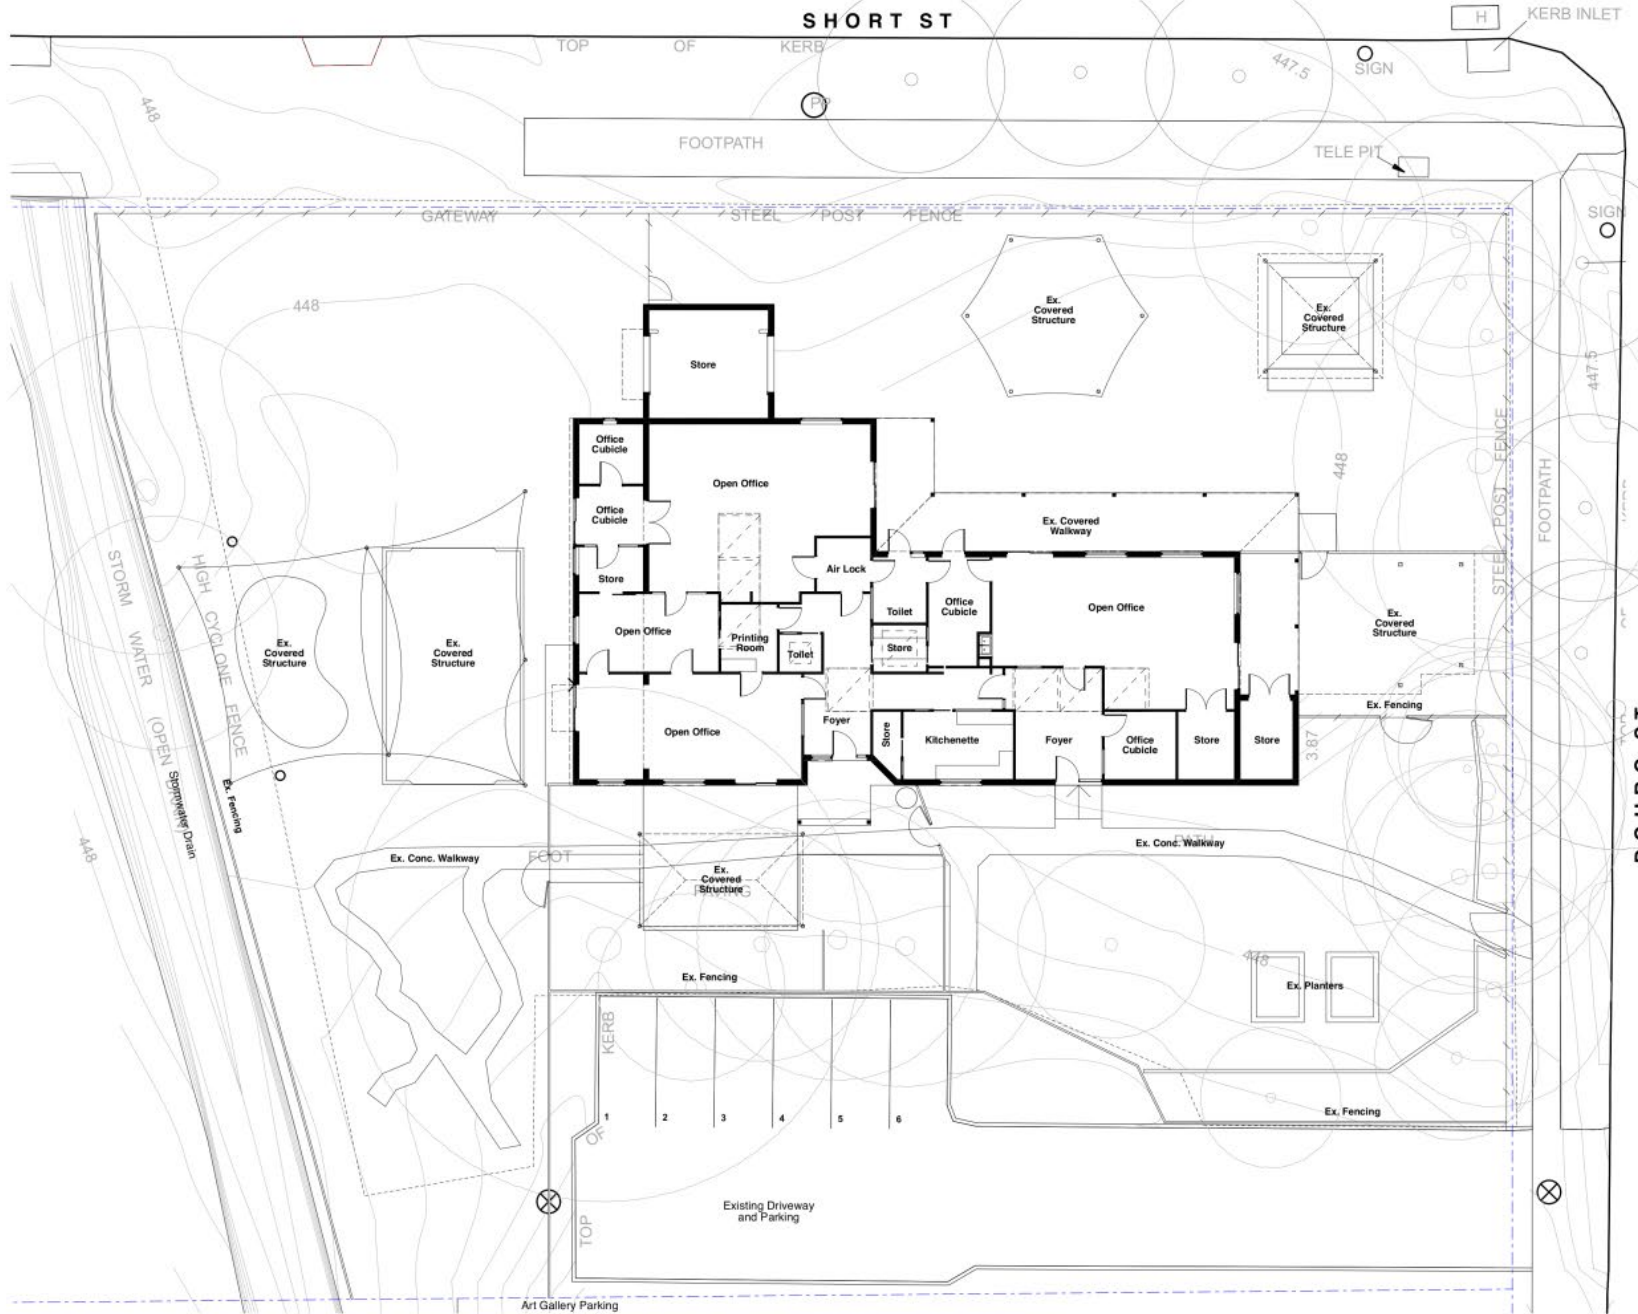 SHORT ST
H
KERB INLET
TOP OF KERB
447.5
SIGN
448
PP
FOOTPATH
TELE PIT
GATEWAY
STEEL POST FENCE
SIGN
448
Ex.
Covered
Structure
Ex.
Covered
Structure
Store
447.5
Office
Cubicle
Open Office
STEEL POST FENCE
448
FOOTPATH
Office
Cubicle
Ex. Covered
Walkway
Store
Air Lock
STORM WATER (OPEN
HIGH CYCLONE FENCE
Toilet
Office
Cubicle
Open Office
Ex.
Covered
Structure
Open Office
Printing
Room
Toilet
Store
Ex.
Covered
Structure
Ex.
Covered
Structure
Ex. Fencing
Open Office
Foyer
Store
Kitchenette
Foyer
Office
Cubicle
Store
Store
3.87
Stormwater Drain
Ex. Fencing
448
Ex. Conc. Walkway
FOOT
PATH
Ex. Conc. Walkway
Ex.
Covered
Structure
PAVING
Ex. Fencing
448
Ex. Planters
KERB
OF
TOP
1
2
3
4
5
6
Ex. Fencing
Existing Driveway
and Parking
Art Gallery Parking